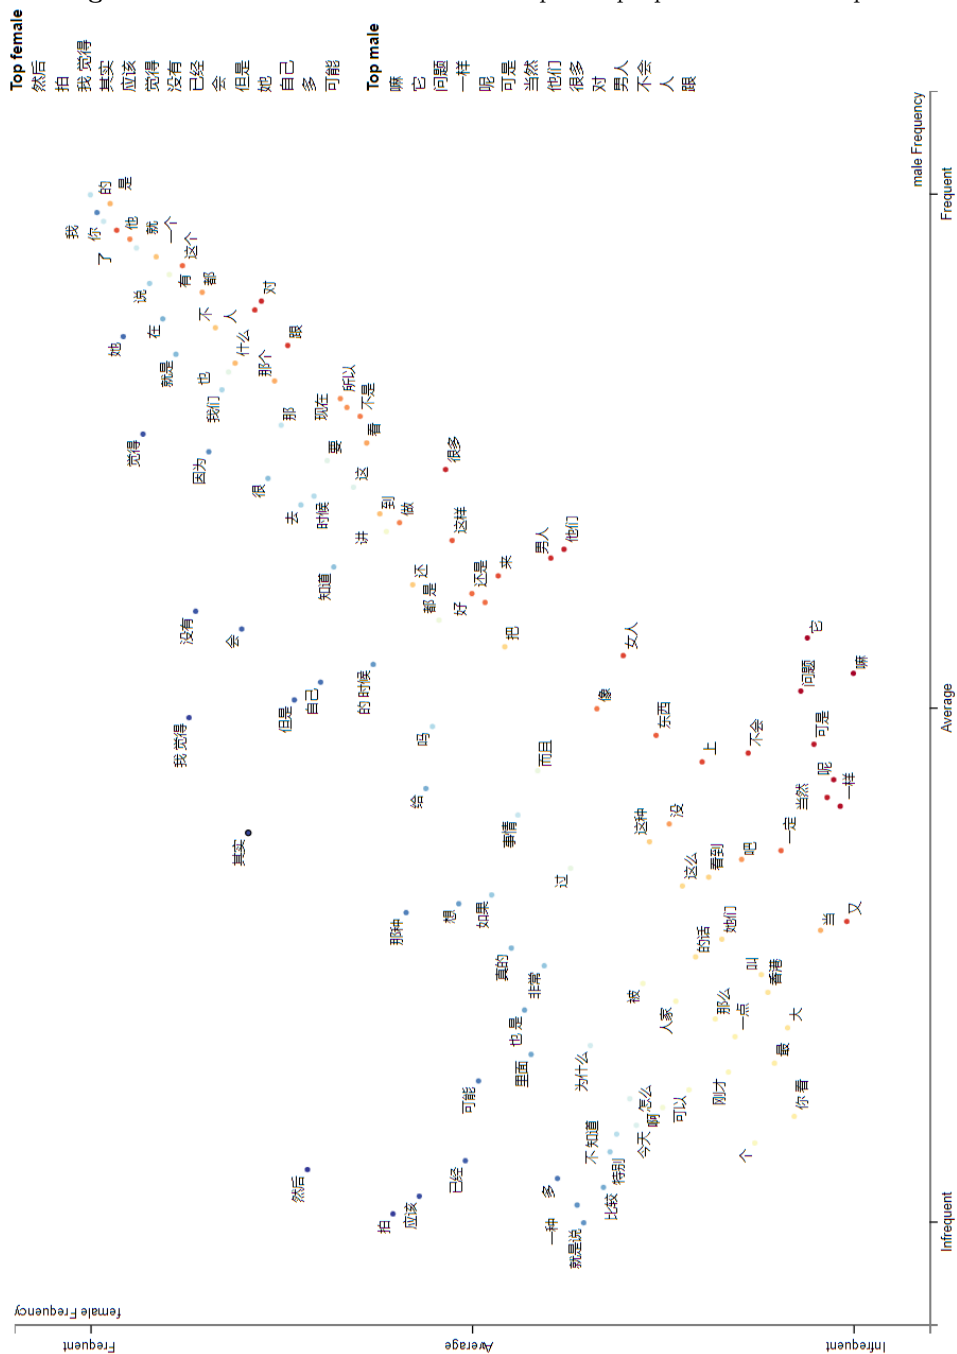 Top female
然后
拍
我 觉得
其实
应该
觉得
没有
已经
会
但是
她
自己
多
可能
Top male
嘛
它
问题
一样
呢
可是
当然
他们
很多
对
男人
不会
人
跟
male Frequency
Frequent
Average
Infrequent
female Frequency
Frequent
Average
Infrequent
的
是
我
你
他
就
一个
了
这个
有
都
说
对
不
人
在
她
什么
跟
就是
也
那个
我们
所以
现在
不是
那
看
觉得
要
因为
很多
这
很
到
去
时候
做
讲
这样
男人
他们
知道
还
还是
来
都 是
好
没有
会
把
女人
它
的 时候
自己
但是
像
问题
嘛
我 觉得
吗
东西
而且
上
不会
可是
给
呢
当然
一样
其实
事情
这种
没
一定
过
这么
看到
吧
那种
想
如果
当
又
真的
的话
她们
非常
叫
香港
被
也 是
人家
那么
一点
大
里面
为什么
最
可能
怎么
可以
刚才
你 看
不 知道
今天
啊
个
已经
特别
然后
多
比较
应该
拍
一种
就是说